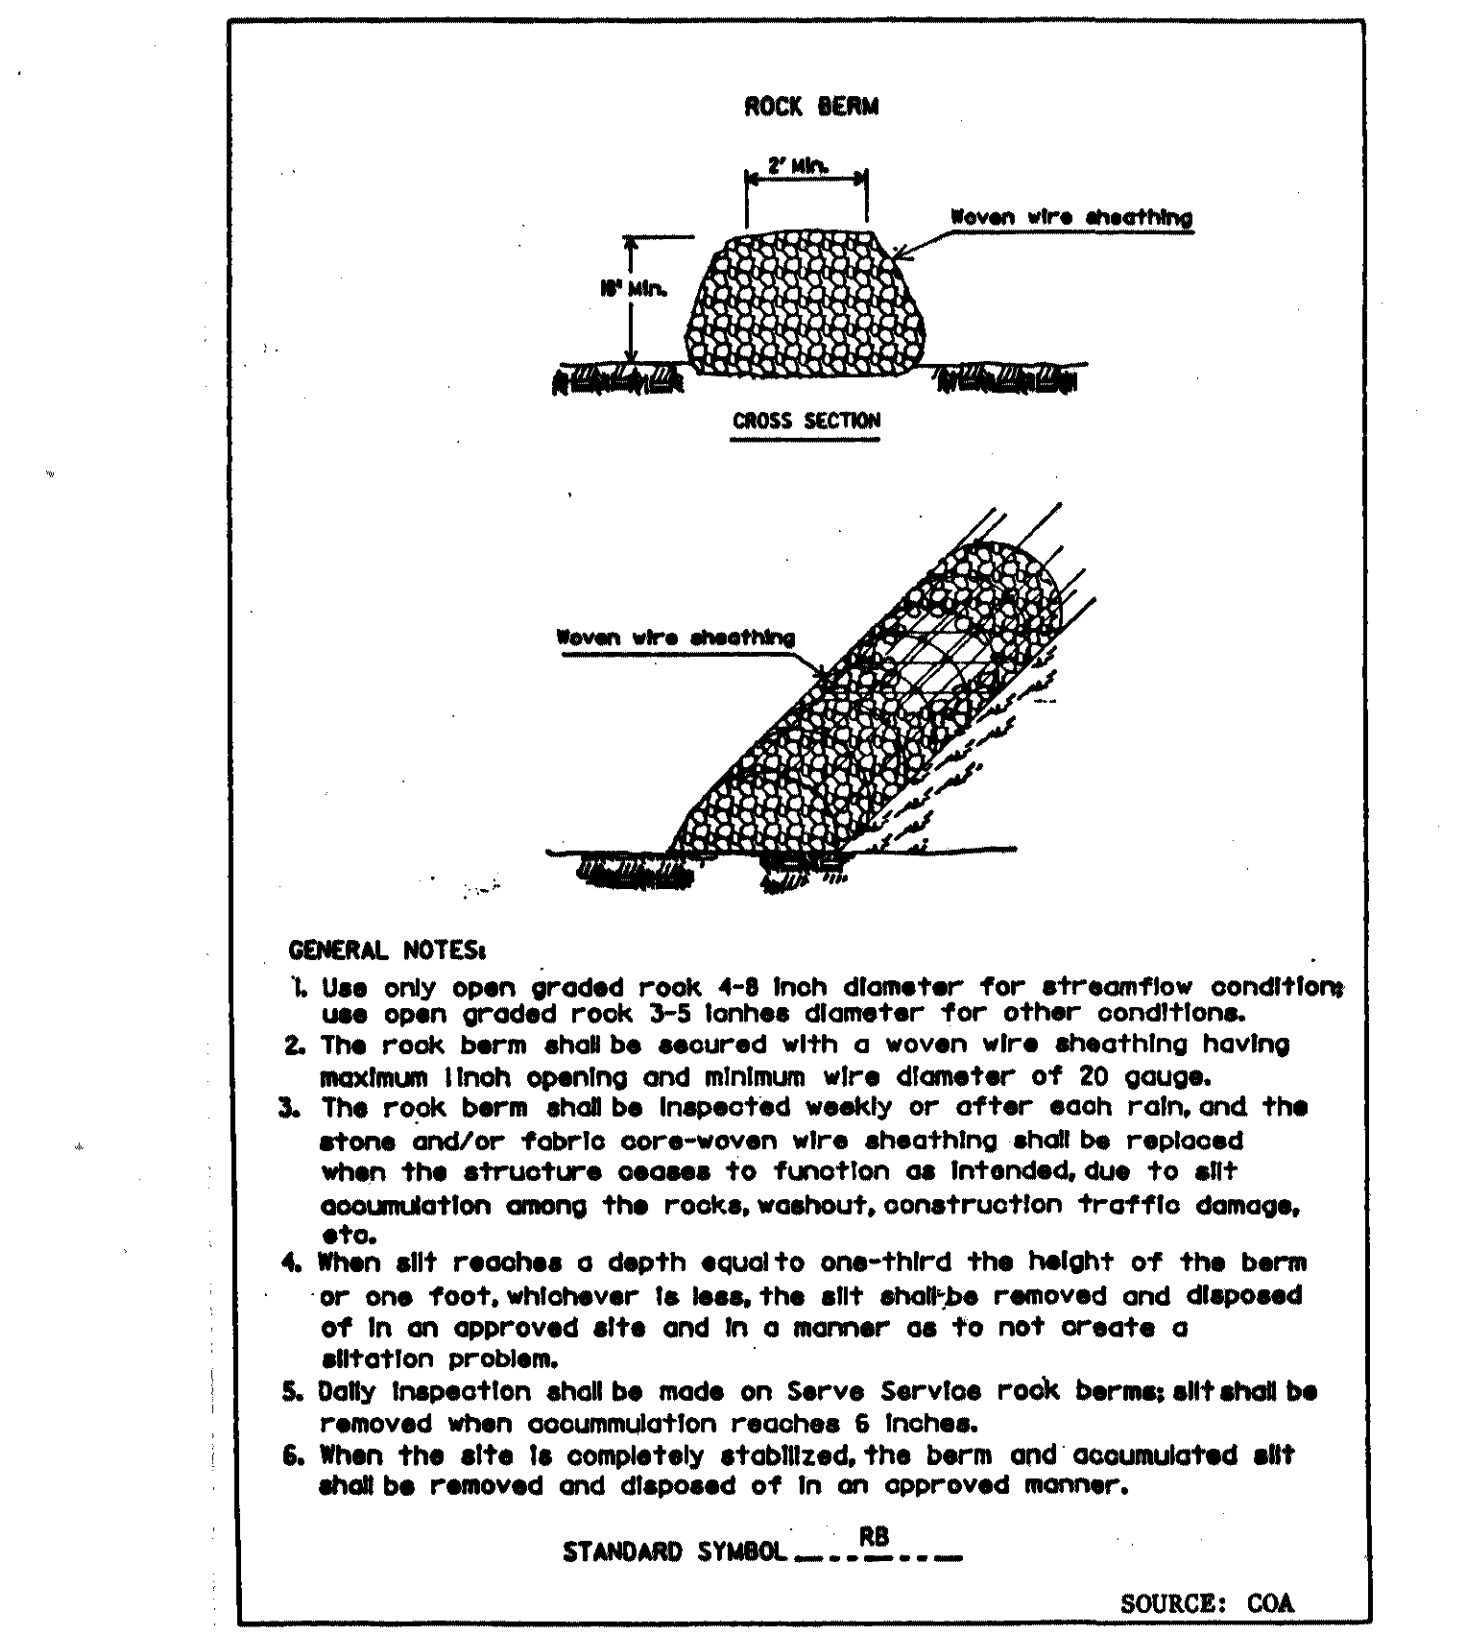 ROCK BERM
2' Min.
Woven wire sheathing
18" Min.
CROSS SECTION
Woven wire sheathing
GENERAL NOTES:
1. Use only open graded rock 4-8 inch diameter for streamflow condition;
use open graded rock 3-5 ionhes diameter for other conditions.
2. The rock berm shall be secured with a woven wire sheathing having
maximum 1 inch opening and minimum wire diameter of 20 gauge.
3. The rock berm shall be inspected weekly or after each rain, and the
stone and/or fabric core-woven wire sheathing shall be replaced
when the structure ceases to function as intended, due to silt
accumulation among the rocks, washout, construction traffic damage,
etc.
4. When silt reaches a depth equal to one-third the height of the berm
or one foot, whichever is less, the silt shall be removed and disposed
of in an approved site and in a manner as to not create a
siltation problem.
5. Daily inspection shall be made on Serve Service rock berms; silt shall be
removed when accummulation reaches 6 inches.
6. When the site is completely stabilized, the berm and accumulated silt
shall be removed and disposed of in an approved manner.
STANDARD SYMBOL RB
SOURCE: COA